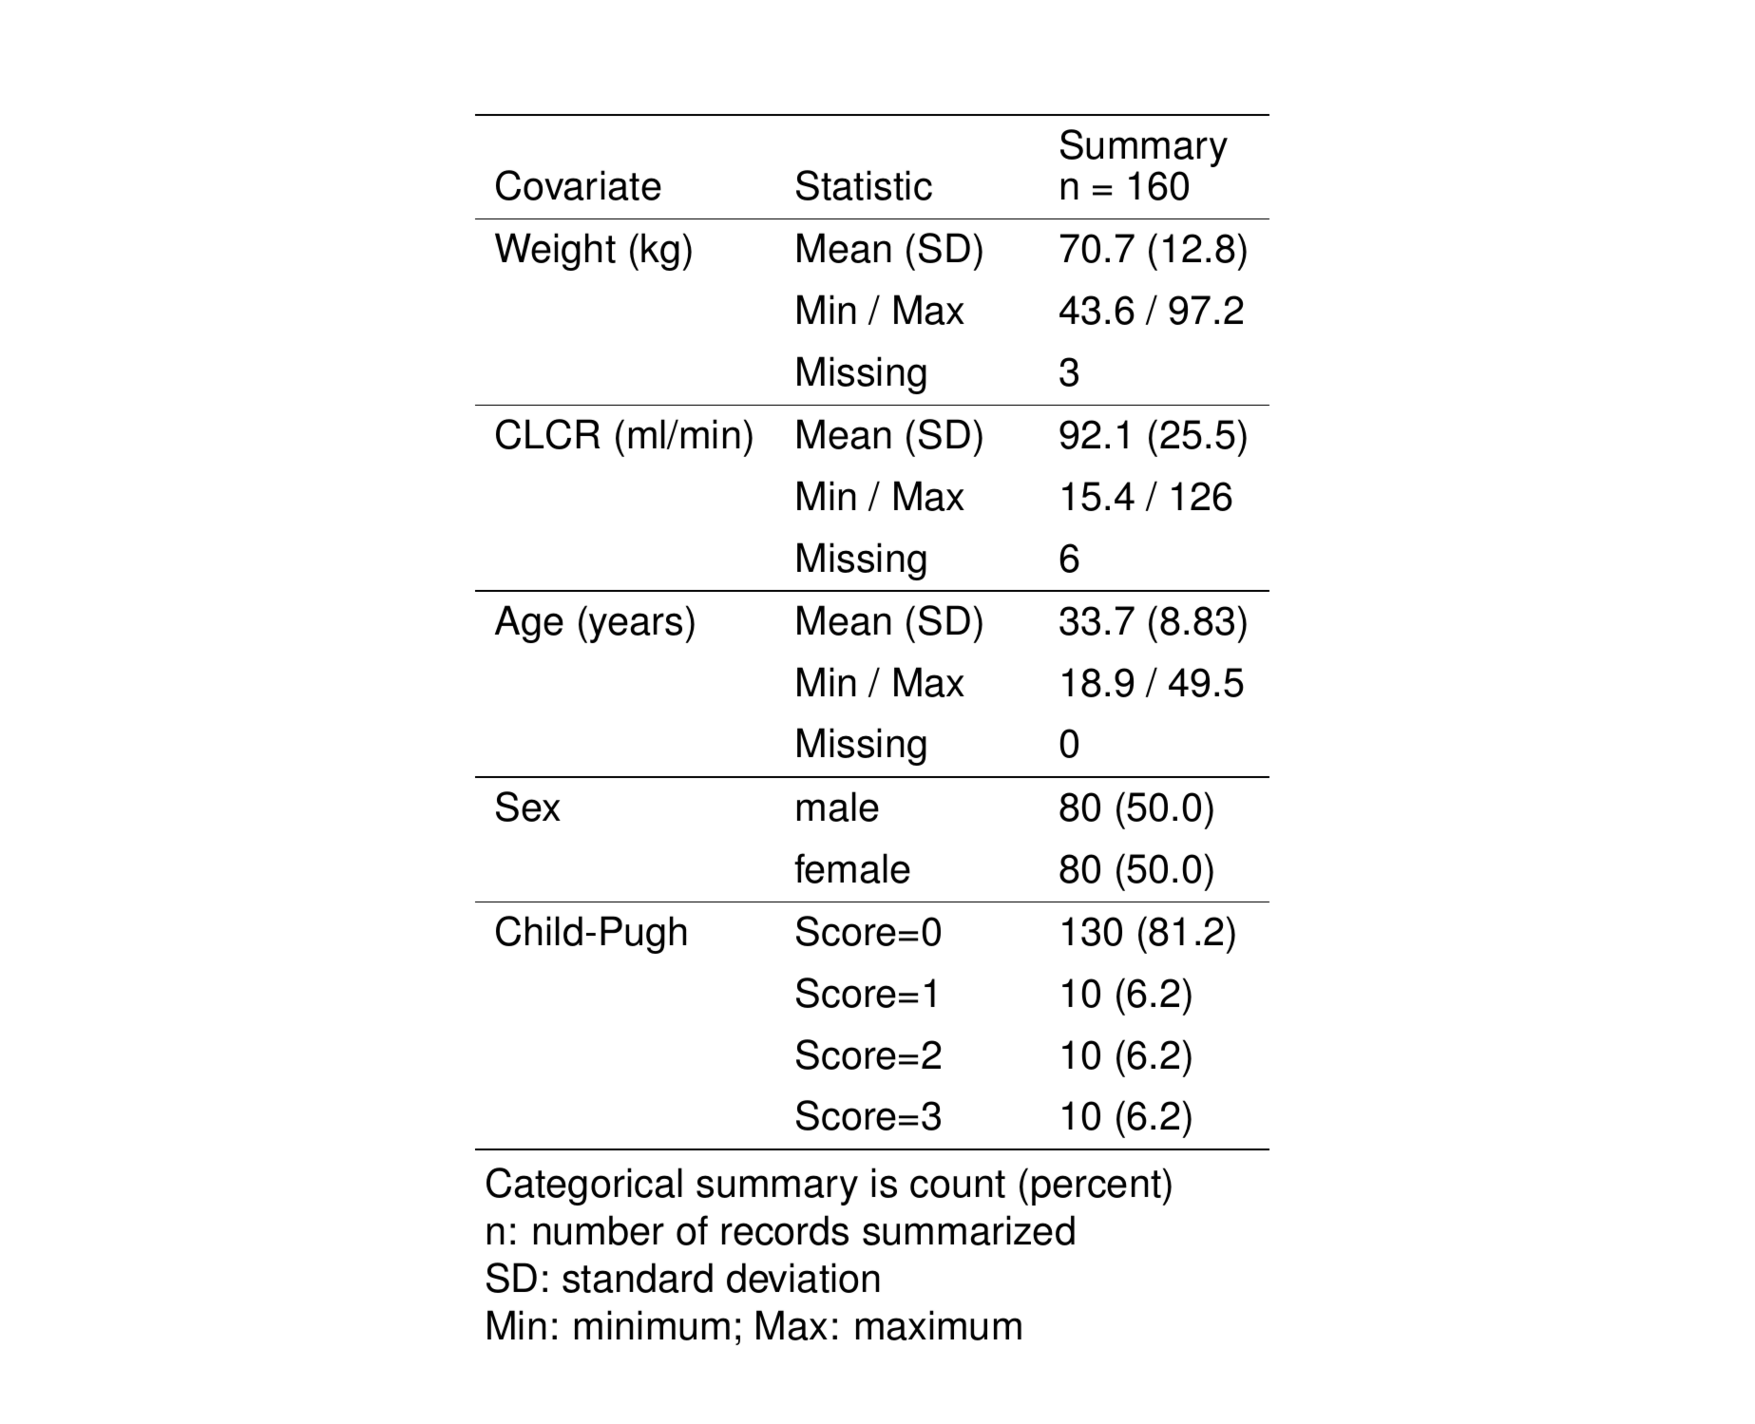 Summary
Covariate Statistic n = 160
Weight (kg) Mean (SD) 70.7 (12.8)
Min / Max 43.6 / 97.2
Missing 3
CLCR (ml/min) Mean (SD) 92.1 (25.5)
Min / Max 15.4 / 126
Missing 6
Age (years) Mean (SD) 33.7 (8.83)
Min / Max 18.9 / 49.5
Missing 0
Sex male 80 (50.0)
female 80 (50.0)
Child-Pugh Score=0 130 (81.2)
Score=1 10 (6.2)
Score=2 10 (6.2)
Score=3 10 (6.2)
Categorical summary is count (percent)
n: number of records summarized
SD: standard deviation
Min: minimum; Max: maximum